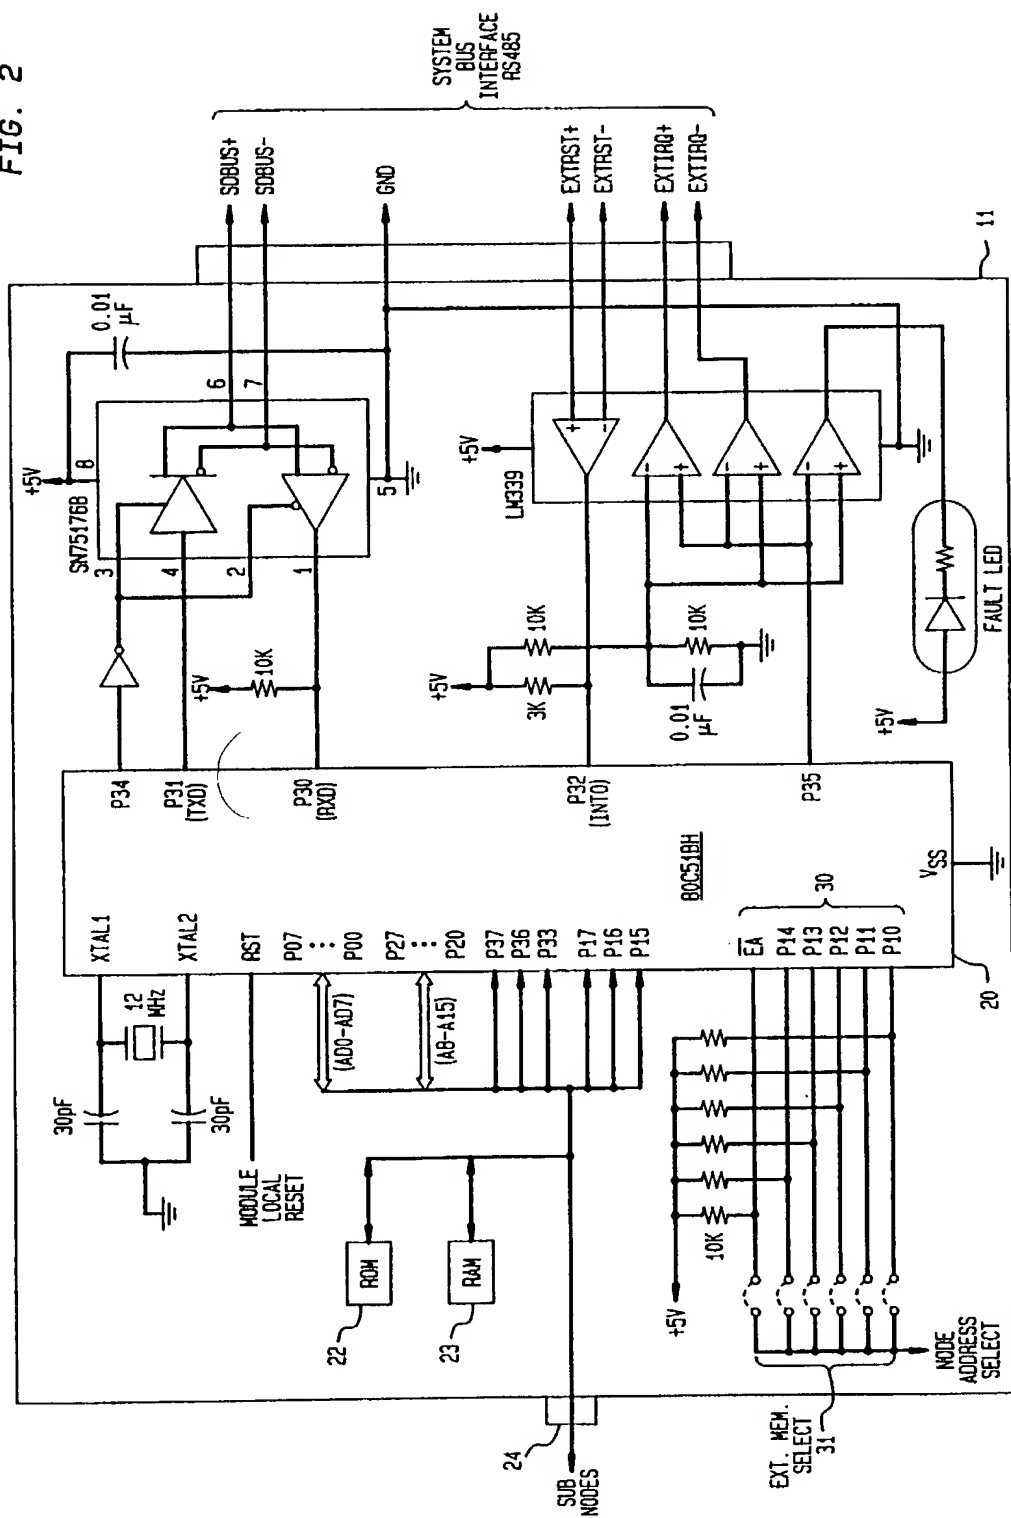 FIG. 2
SYSTEM
BUS
INTERFACE
RS485
SDBUS+
SDBUS-
GND
EXTRST+
EXTRST-
EXTIRQ+
EXTIRQ-
11
0.01
µF
+5V
8
6
7
SN75176B
3
4
2
1
5
+5V
LM339
+5V
10K
+5V
10K
3K
10K
0.01
µF
+5V
FAULT LED
P34
P31
(TXD)
P30
(RXD)
P32
(INT0)
P35
80C51BH
VSS
XTAL1
XTAL2
RST
P07
P00
P27
P20
P37
P36
P33
P17
P16
P15
EA
P14
P13
P12
P11
P10
30
20
12
MHz
30pF
30pF
MODULE
LOCAL
RESET
(AD0-AD7)
(A8-A15)
ROM
22
RAM
23
10K
+5V
24
SUB
NODES
EXT. MEM.
SELECT
31
NODE
ADDRESS
SELECT